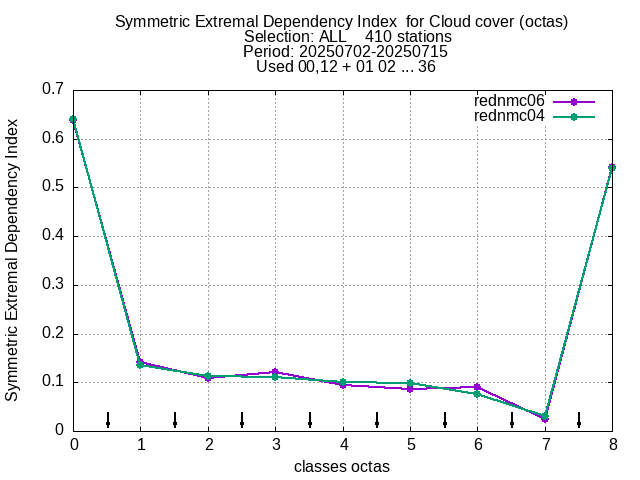 Symmetric Extremal Dependency Index  for Cloud cover (octas)
Selection: ALL    410 stations
Period: 20250702-20250715
Used 00,12 + 01 02 ... 36
rednmc06
rednmc04
Symmetric Extremal Dependency Index
0.7
0.6
0.5
0.4
0.3
0.2
0.1
0
0 1 2 3 4 5 6 7 8
classes octas